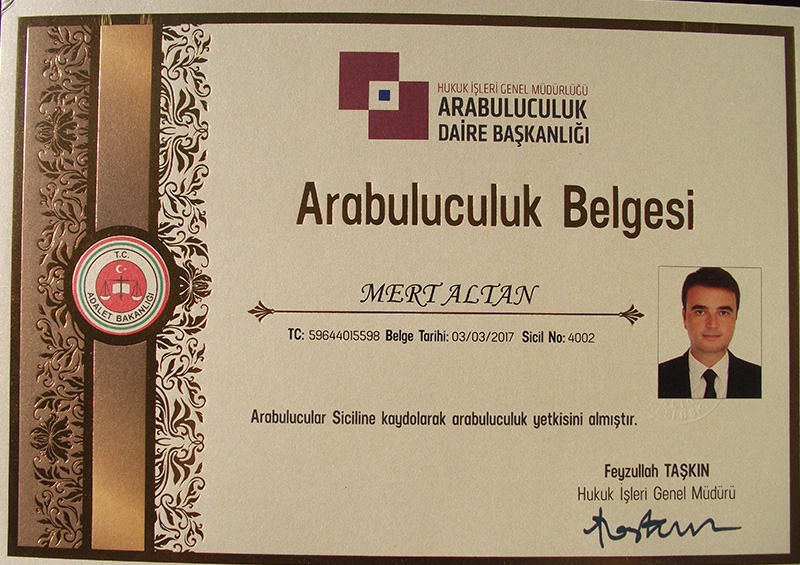 HUKUK İŞLERİ GENEL MÜDÜRLÜĞÜ
ARABULUCULUK
DAİRE BAŞKANLIĞI
Arabuluculuk Belgesi
MERT ALTAN
TC: 59644015598 Belge Tarihi: 03/03/2017 Sicil No: 4002
T.C.
ADALET BAKANLIĞI
Arabulucular Siciline kaydolarak arabuluculuk yetkisini almıştır.
Feyzullah TAŞKIN
Hukuk İşleri Genel Müdürü